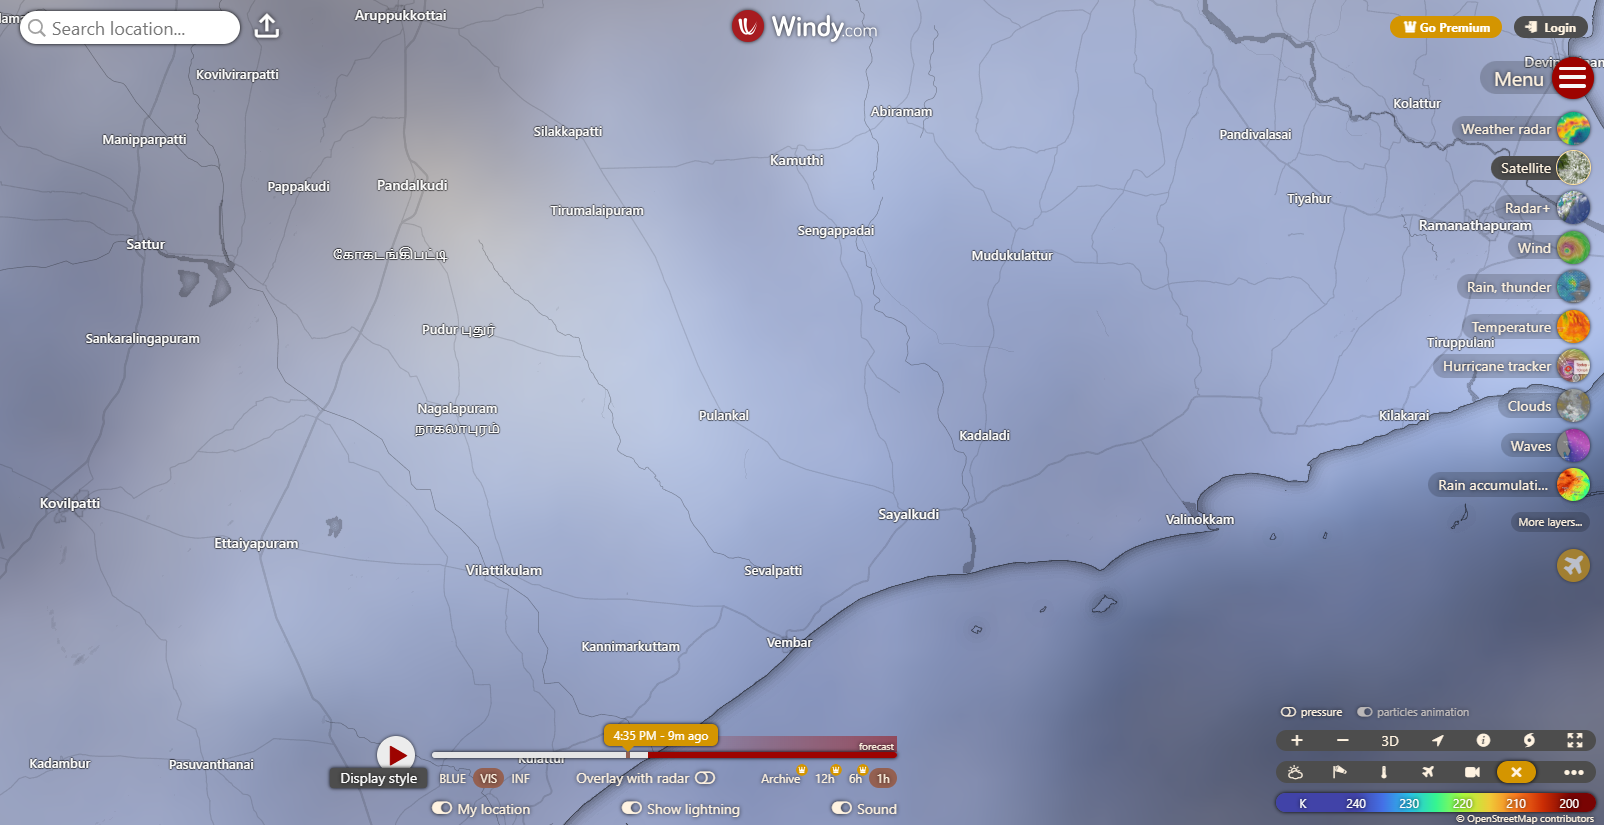 Search location...
Aruppukkottai
Windy.com
Go Premium
Login
Kovilvirarpatti
Menu
Kolattur
Abiramam
Silakkapatti
Pandivalasai
Weather radar
Manipparpatti
Kamuthi
Satellite
Pappakudi
Pandalkudi
Tirumalaipuram
Tiyahur
Radar+
Ramanathapuram
Sengappadai
Sattur
Wind
கோகடங்கிபட்டி
Mudukulattur
Rain, thunder
Pudur புதுர்
Temperature
Sankaralingapuram
Tiruppulani
Hurricane tracker
Nagalapuram
நாகலாபுரம்
Clouds
Pulankal
Kilakarai
Kadaladi
Waves
Rain accumulati...
Kovilpatti
Sayalkudi
Valinokkam
More layers...
Ettaiyapuram
Vilattikulam
Sevalpatti
Kannimarkuttam
Vembar
pressure
particles animation
4:35 PM - 9m ago
forecast
3D
Kadambur
Pasuvanthanai
Kulattur
Display style
BLUE
VIS
INF
Overlay with radar
Archive
12h
6h
1h
My location
Show lightning
Sound
K 240 230 220 210 200
© OpenStreetMap contributors